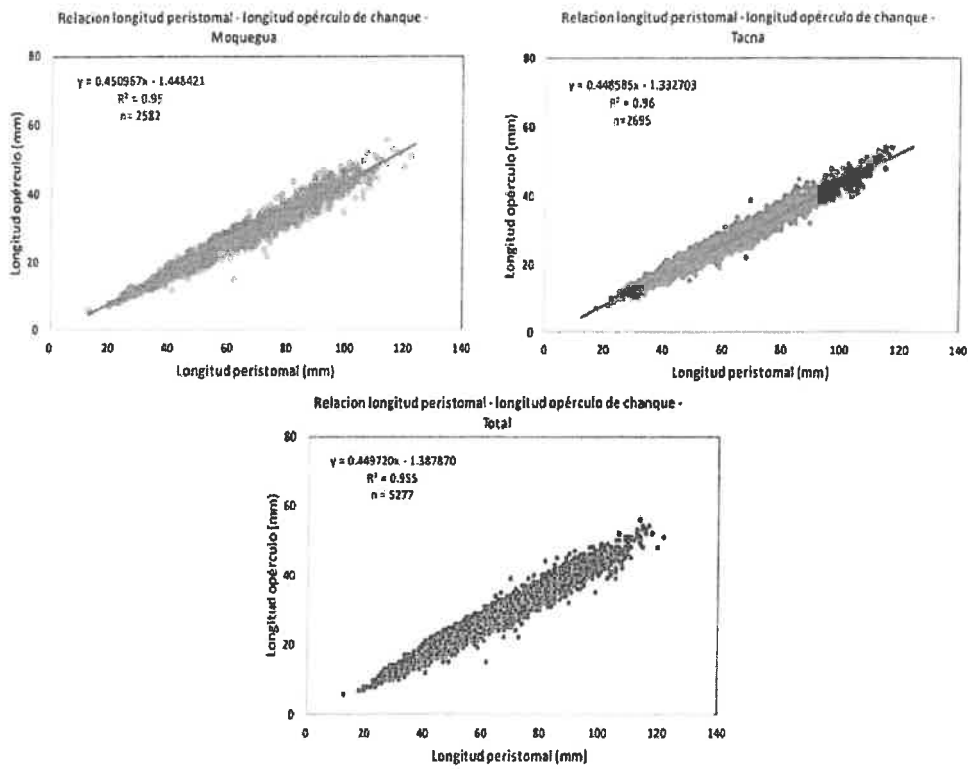 Relacion longitud peristomal - longitud opérculo de chanque -
Moquegua
80
60
40
20
0
y = 0.450967x - 1.448421
R² = 0.95
n= 2582
Longitud opérculo (mm)
0 20 40 60 80 100 120 140
Longitud peristomal (mm)
Relacion longitud peristomal - longitud opérculo de chanque -
Tacna
80
60
40
20
0
y = 0.448585x - 1.332703
R² = 0.96
n=2695
Longitud opérculo (mm)
0 20 40 60 80 100 120 140
Longitud peristomal (mm)
Relacion longitud peristomal - longitud opérculo de chanque -
Total
80
60
40
20
0
y = 0.449720x - 1.387870
R² = 0.955
n = 5277
Longitud opérculo (mm)
0 20 40 60 80 100 120 140
Longitud peristomal (mm)